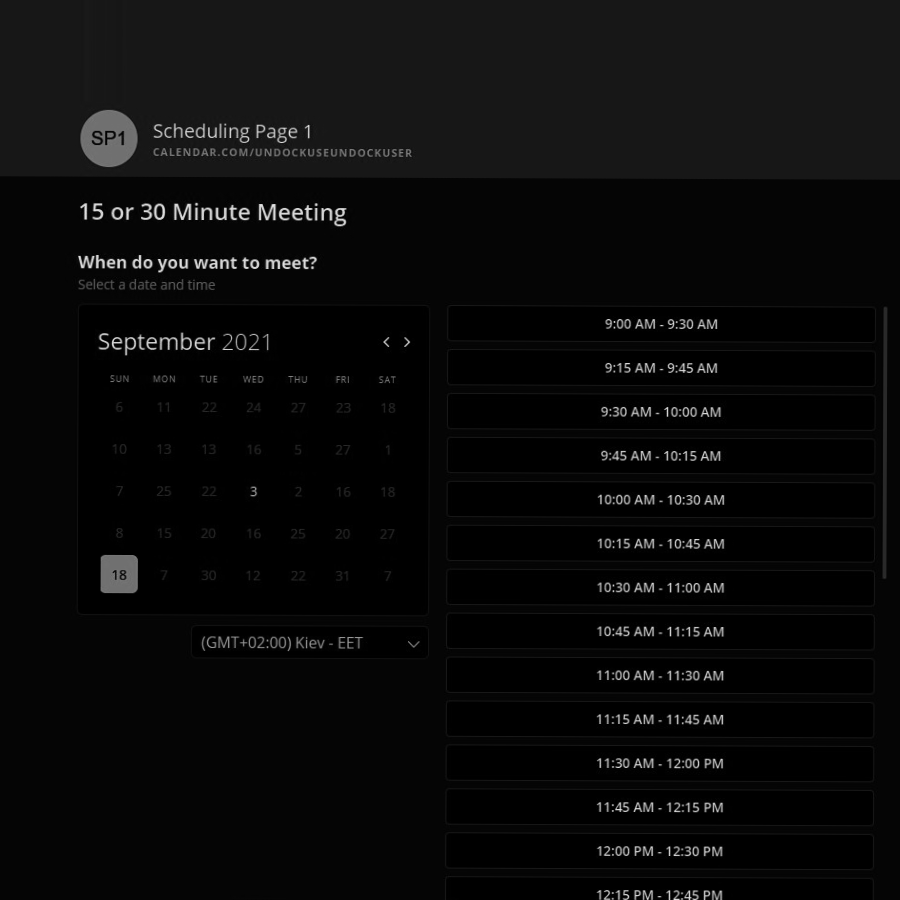 SP1
Scheduling Page 1
CALENDAR.COM/UNDOCKUSEUNDOCKUSER
15 or 30 Minute Meeting
When do you want to meet?
Select a date and time
September 2021
SUN MON TUE WED THU FRI SAT
6 11 22 24 27 23 18
10 13 13 16 5 27 1
7 25 22 3 2 16 18
8 15 20 16 25 20 27
18 7 30 12 22 31 7
(GMT+02:00) Kiev - EET
9:00 AM - 9:30 AM
9:15 AM - 9:45 AM
9:30 AM - 10:00 AM
9:45 AM - 10:15 AM
10:00 AM - 10:30 AM
10:15 AM - 10:45 AM
10:30 AM - 11:00 AM
10:45 AM - 11:15 AM
11:00 AM - 11:30 AM
11:15 AM - 11:45 AM
11:30 AM - 12:00 PM
11:45 AM - 12:15 PM
12:00 PM - 12:30 PM
12:15 PM - 12:45 PM